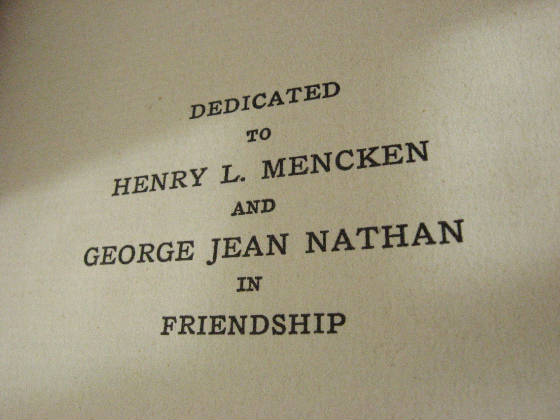 DEDICATED
TO
HENRY L. MENCKEN
AND
GEORGE JEAN NATHAN
IN
FRIENDSHIP